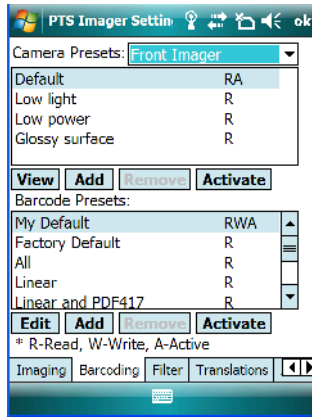 PTS Imager Settin ok
Camera Presets: Front Imager
Default RA
Low light R
Low power R
Glossy surface R
View Add Remove Activate
Barcode Presets:
My Default RWA
Factory Default R
All R
Linear R
Linear and PDF417 R
Edit Add Remove Activate
* R-Read, W-Write, A-Active
Imaging Barcoding Filter Translations